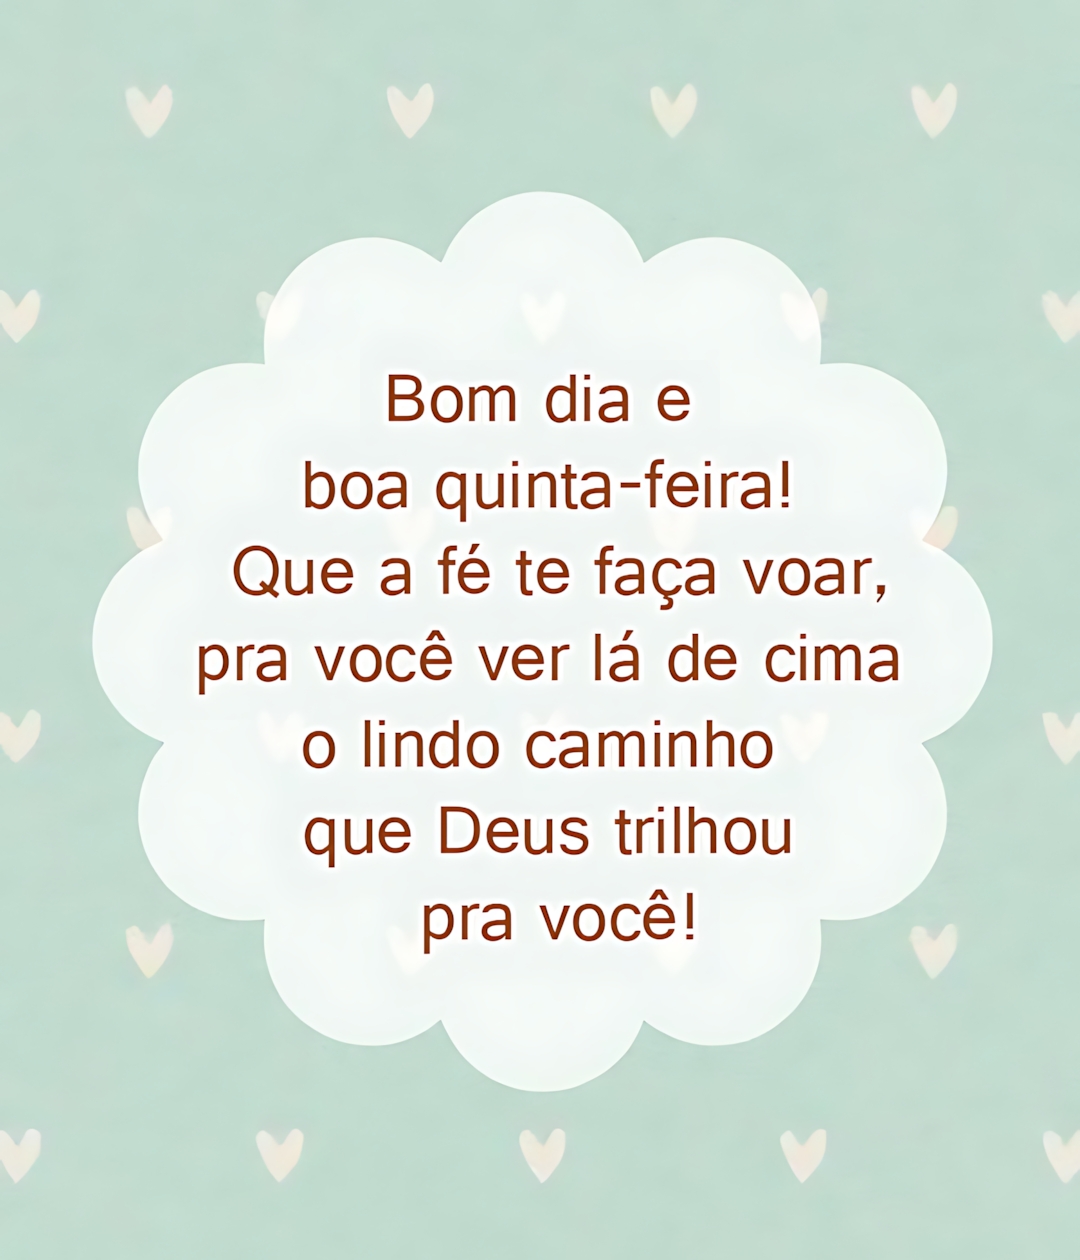 Bom dia e
boa quinta-feira!
Que a fé te faça voar,
pra você ver lá de cima
o lindo caminho
que Deus trilhou
pra você!